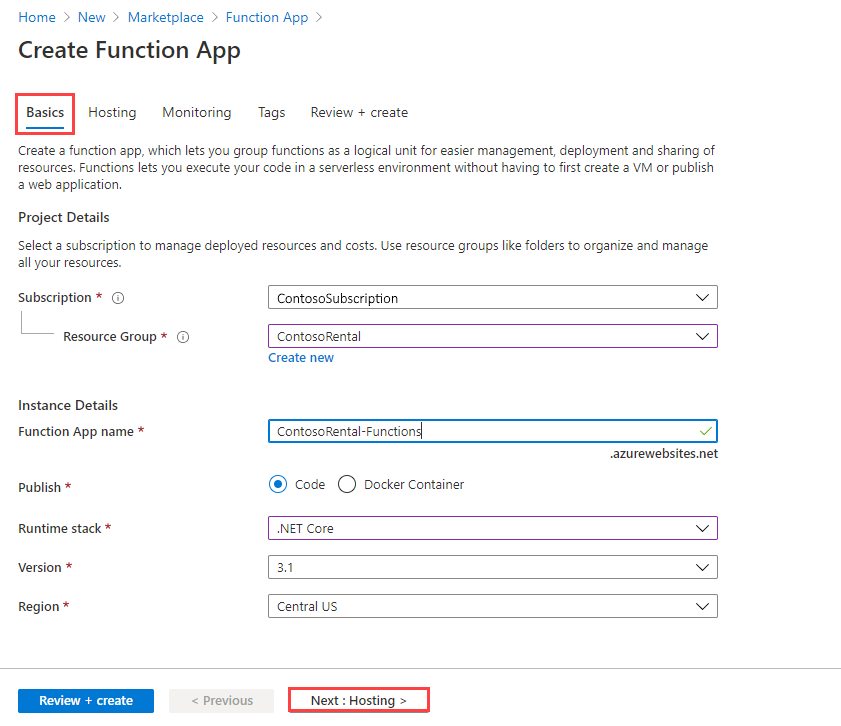 Home > New > Marketplace > Function App >
Create Function App
Basics Hosting Monitoring Tags Review + create
Create a function app, which lets you group functions as a logical unit for easier management, deployment and sharing of
resources. Functions lets you execute your code in a serverless environment without having to first create a VM or publish
a web application.
Project Details
Select a subscription to manage deployed resources and costs. Use resource groups like folders to organize and manage
all your resources.
Subscription * ContosoSubscription
Resource Group * ContosoRental
Create new
Instance Details
Function App name * ContosoRental-Functions
.azurewebsites.net
Publish * Code Docker Container
Runtime stack * .NET Core
Version * 3.1
Region * Central US
Review + create < Previous Next : Hosting >